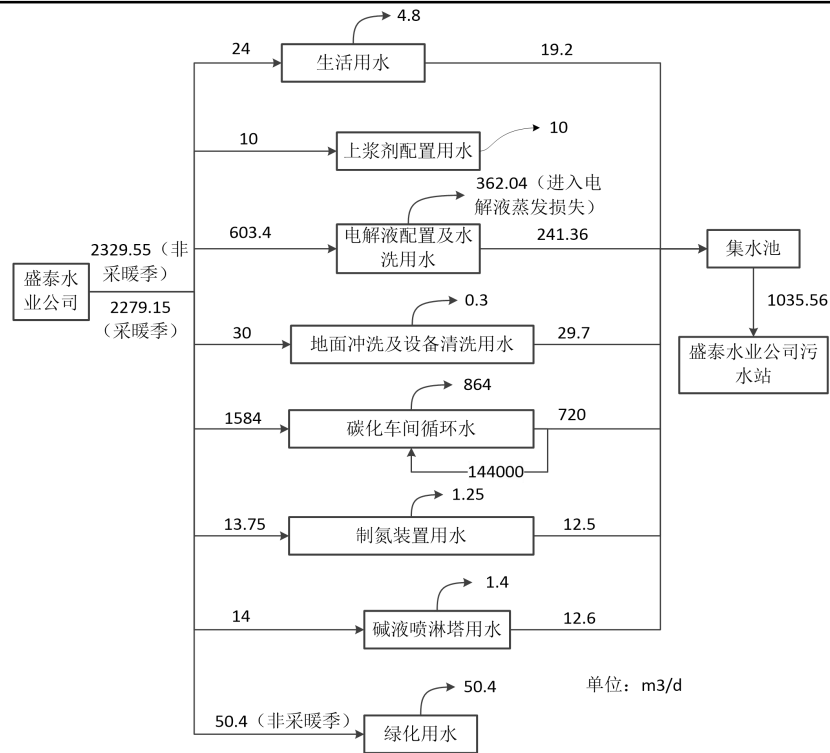 4.8
24
生活用水
19.2
10
上浆剂配置用水
10
362.04（进入电
解液蒸发损失）
603.4
电解液配置及水
洗用水
241.36
集水池
2329.55（非
采暖季）
盛泰水
业公司
2279.15
（采暖季）
1035.56
0.3
30
地面冲洗及设备清洗用水
29.7
盛泰水业公司污
水站
864
1584
碳化车间循环水
720
144000
1.25
13.75
制氮装置用水
12.5
1.4
14
碱液喷淋塔用水
12.6
50.4
单位：m3/d
50.4（非采暖季）
绿化用水